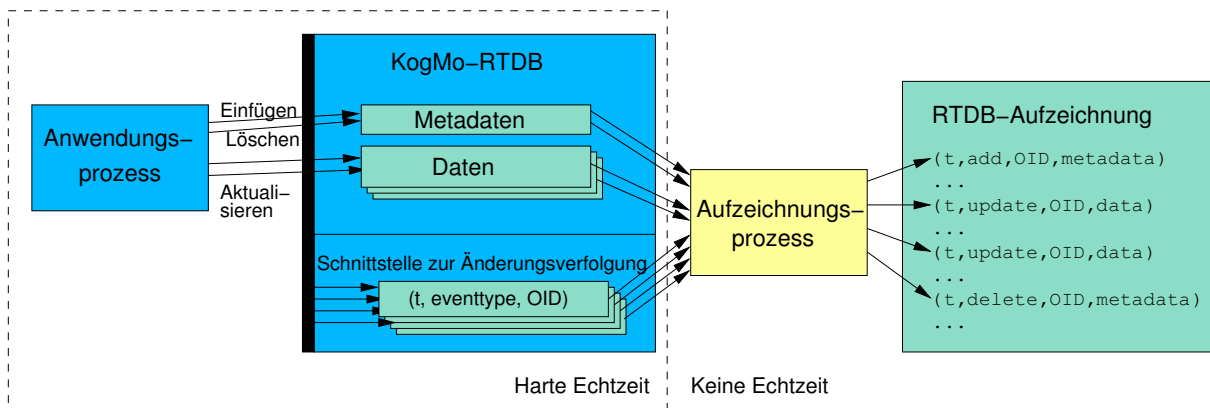 KogMo−RTDB
Anwendungs−
prozess
Einfügen
Löschen
Aktuali−
sieren
Metadaten
Daten
Schnittstelle zur Änderungsverfolgung
(t, eventtype, OID)
Aufzeichnungs−
prozess
RTDB−Aufzeichnung
(t,add,OID,metadata)
...
(t,update,OID,data)
...
(t,update,OID,data)
...
(t,delete,OID,metadata)
...
Harte Echtzeit
Keine Echtzeit